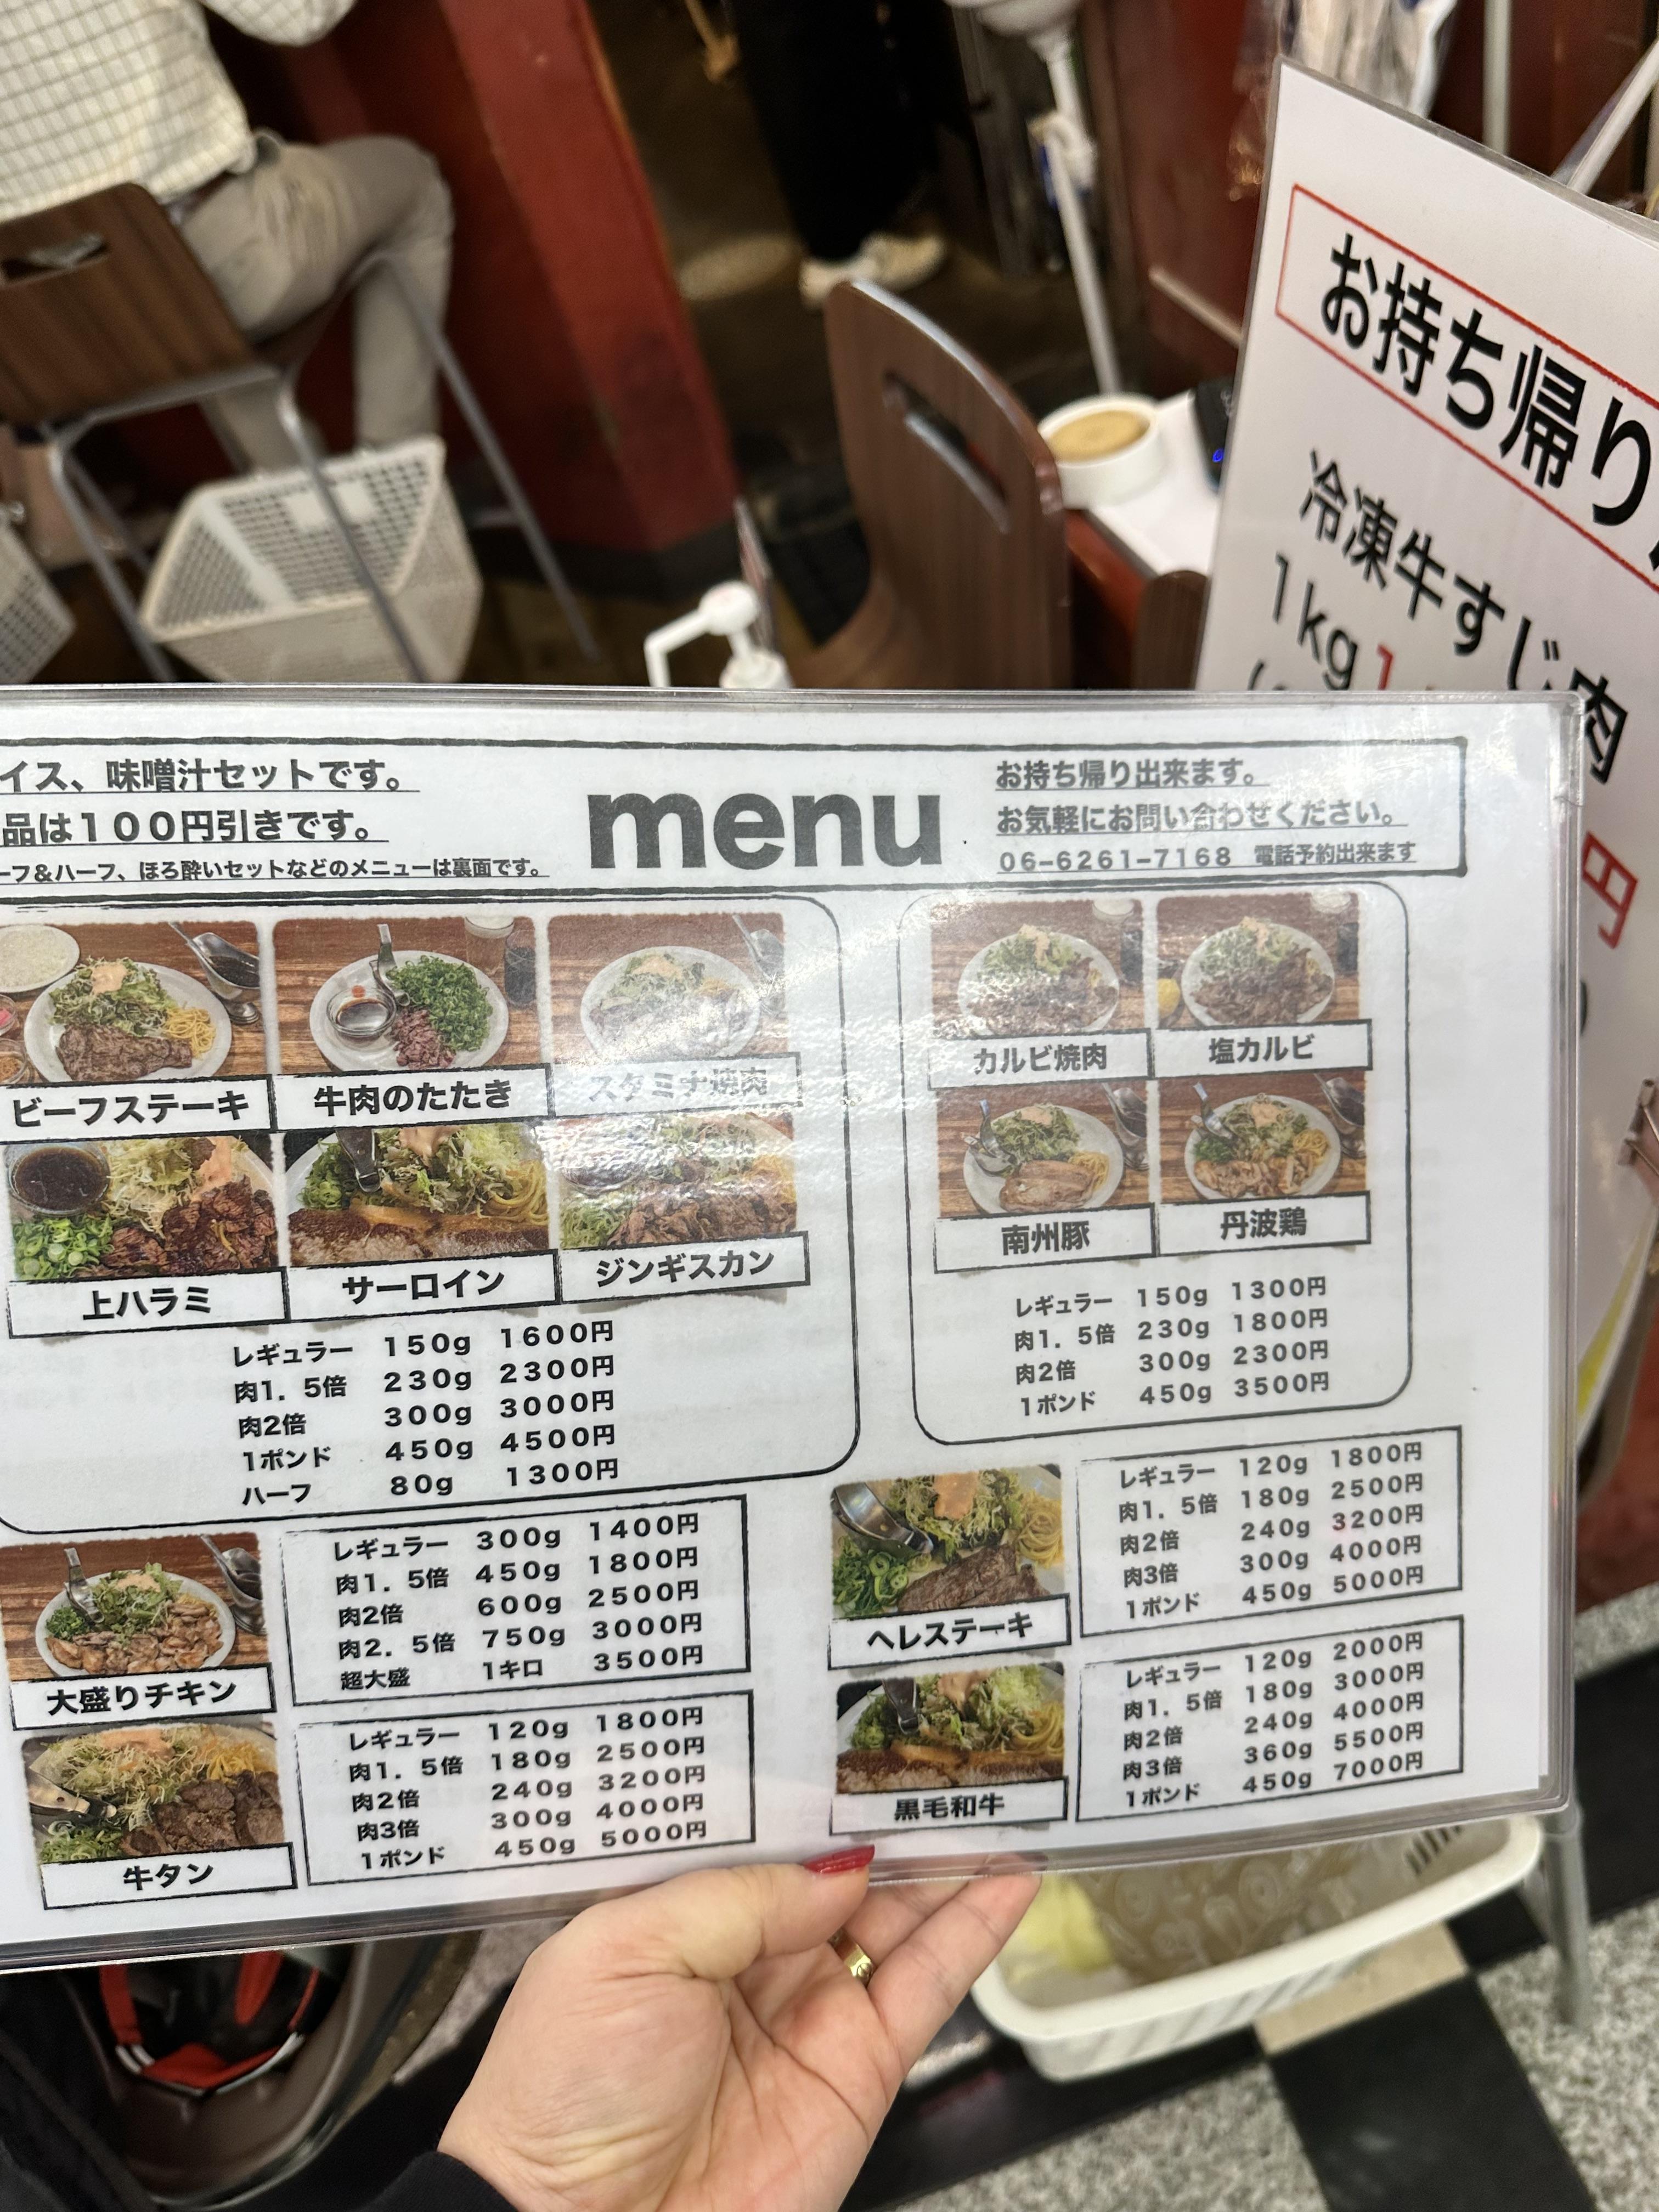 お持ち帰り
冷凍牛すじ肉
1kg
円
イス、味噌汁セットです。
品は100円引きです。
ーフ&ハーフ、ほろ酔いセットなどのメニューは裏面です。
menu
お持ち帰り出来ます。
お気軽にお問い合わせください。
06-6261-7168 電話予約出来ます
ビーフステーキ
牛肉のたたき
スタミナ焼肉
上ハラミ
サーロイン
ジンギスカン
レギュラー 150g 1600円
肉1.5倍 230g 2300円
肉2倍 300g 3000円
1ポンド 450g 4500円
ハーフ 80g 1300円
カルビ焼肉
塩カルビ
南州豚
丹波鶏
レギュラー 150g 1300円
肉1.5倍 230g 1800円
肉2倍 300g 2300円
1ポンド 450g 3500円
大盛りチキン
レギュラー 300g 1400円
肉1.5倍 450g 1800円
肉2倍 600g 2500円
肉2.5倍 750g 3000円
超大盛 1キロ 3500円
牛タン
レギュラー 120g 1800円
肉1.5倍 180g 2500円
肉2倍 240g 3200円
肉3倍 300g 4000円
1ポンド 450g 5000円
ヘレステーキ
レギュラー 120g 1800円
肉1.5倍 180g 2500円
肉2倍 240g 3200円
肉3倍 300g 4000円
1ポンド 450g 5000円
黒毛和牛
レギュラー 120g 2000円
肉1.5倍 180g 3000円
肉2倍 240g 4000円
肉3倍 360g 5500円
1ポンド 450g 7000円